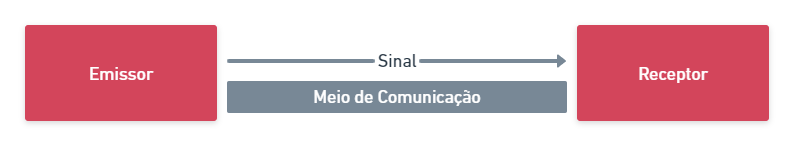 Emissor
Sinal
Meio de Comunicação
Receptor